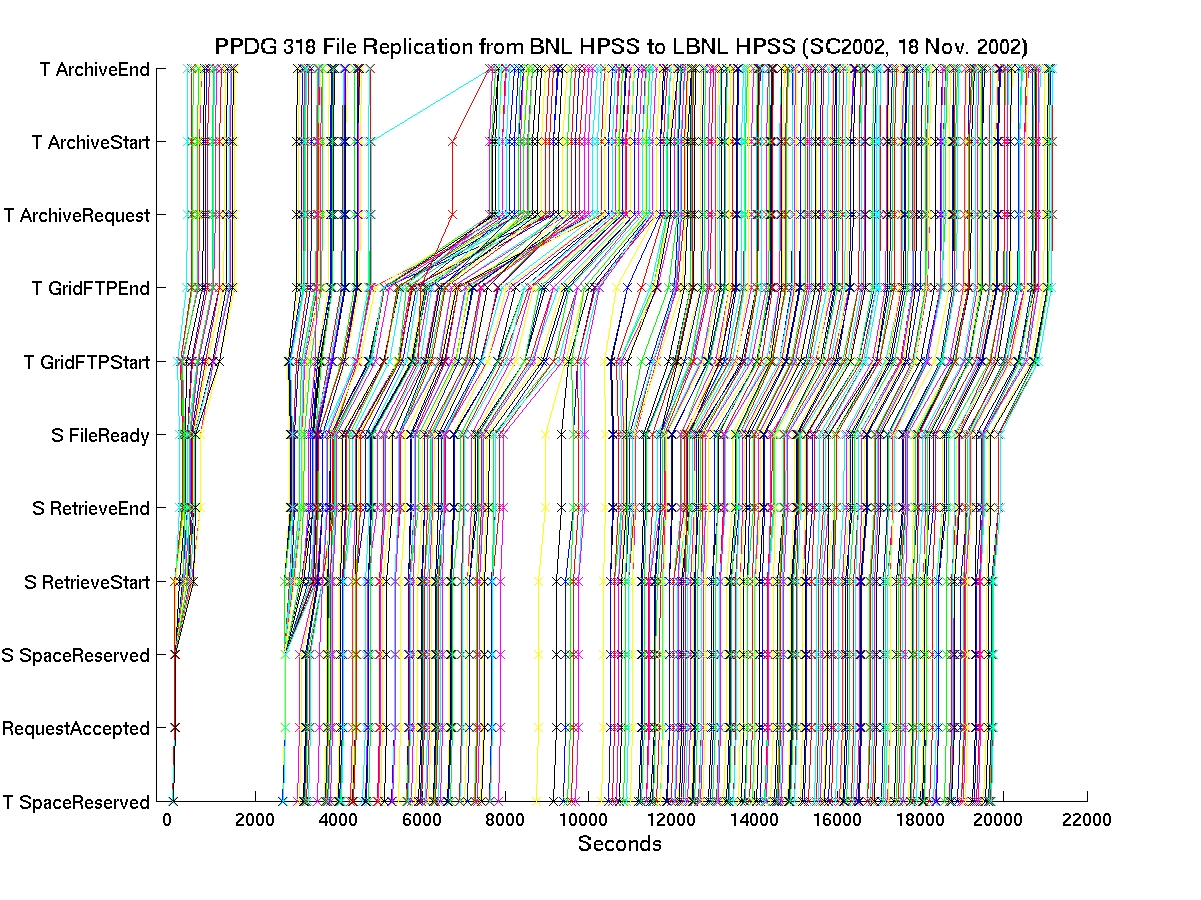 PPDG 318 File Replication from BNL HPSS to LBNL HPSS (SC2002, 18 Nov. 2002)
T ArchiveEnd
T ArchiveStart
T ArchiveRequest
T GridFTPEnd
T GridFTPStart
S FileReady
S RetrieveEnd
S RetrieveStart
S SpaceReserved
RequestAccepted
T SpaceReserved
0 2000 4000 6000 8000 10000 12000 14000 16000 18000 20000 22000
Seconds